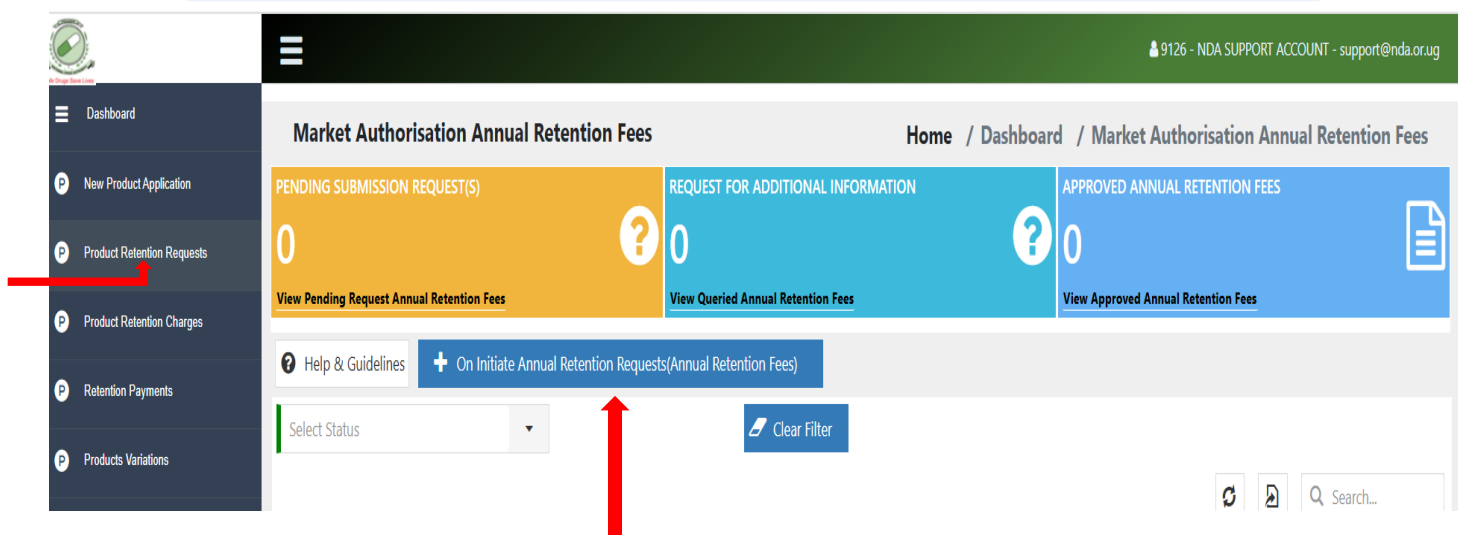 9126 - NDA SUPPORT ACCOUNT - support@nda.or.ug
Dashboard
New Product Application
Product Retention Requests
Product Retention Charges
Retention Payments
Products Variations
Market Authorisation Annual Retention Fees
Home / Dashboard / Market Authorisation Annual Retention Fees
PENDING SUBMISSION REQUEST(S)
0
View Pending Request Annual Retention Fees
REQUEST FOR ADDITIONAL INFORMATION
0
View Queried Annual Retention Fees
APPROVED ANNUAL RETENTION FEES
0
View Approved Annual Retention Fees
Help & Guidelines
On Initiate Annual Retention Requests(Annual Retention Fees)
Select Status
Clear Filter
Search...